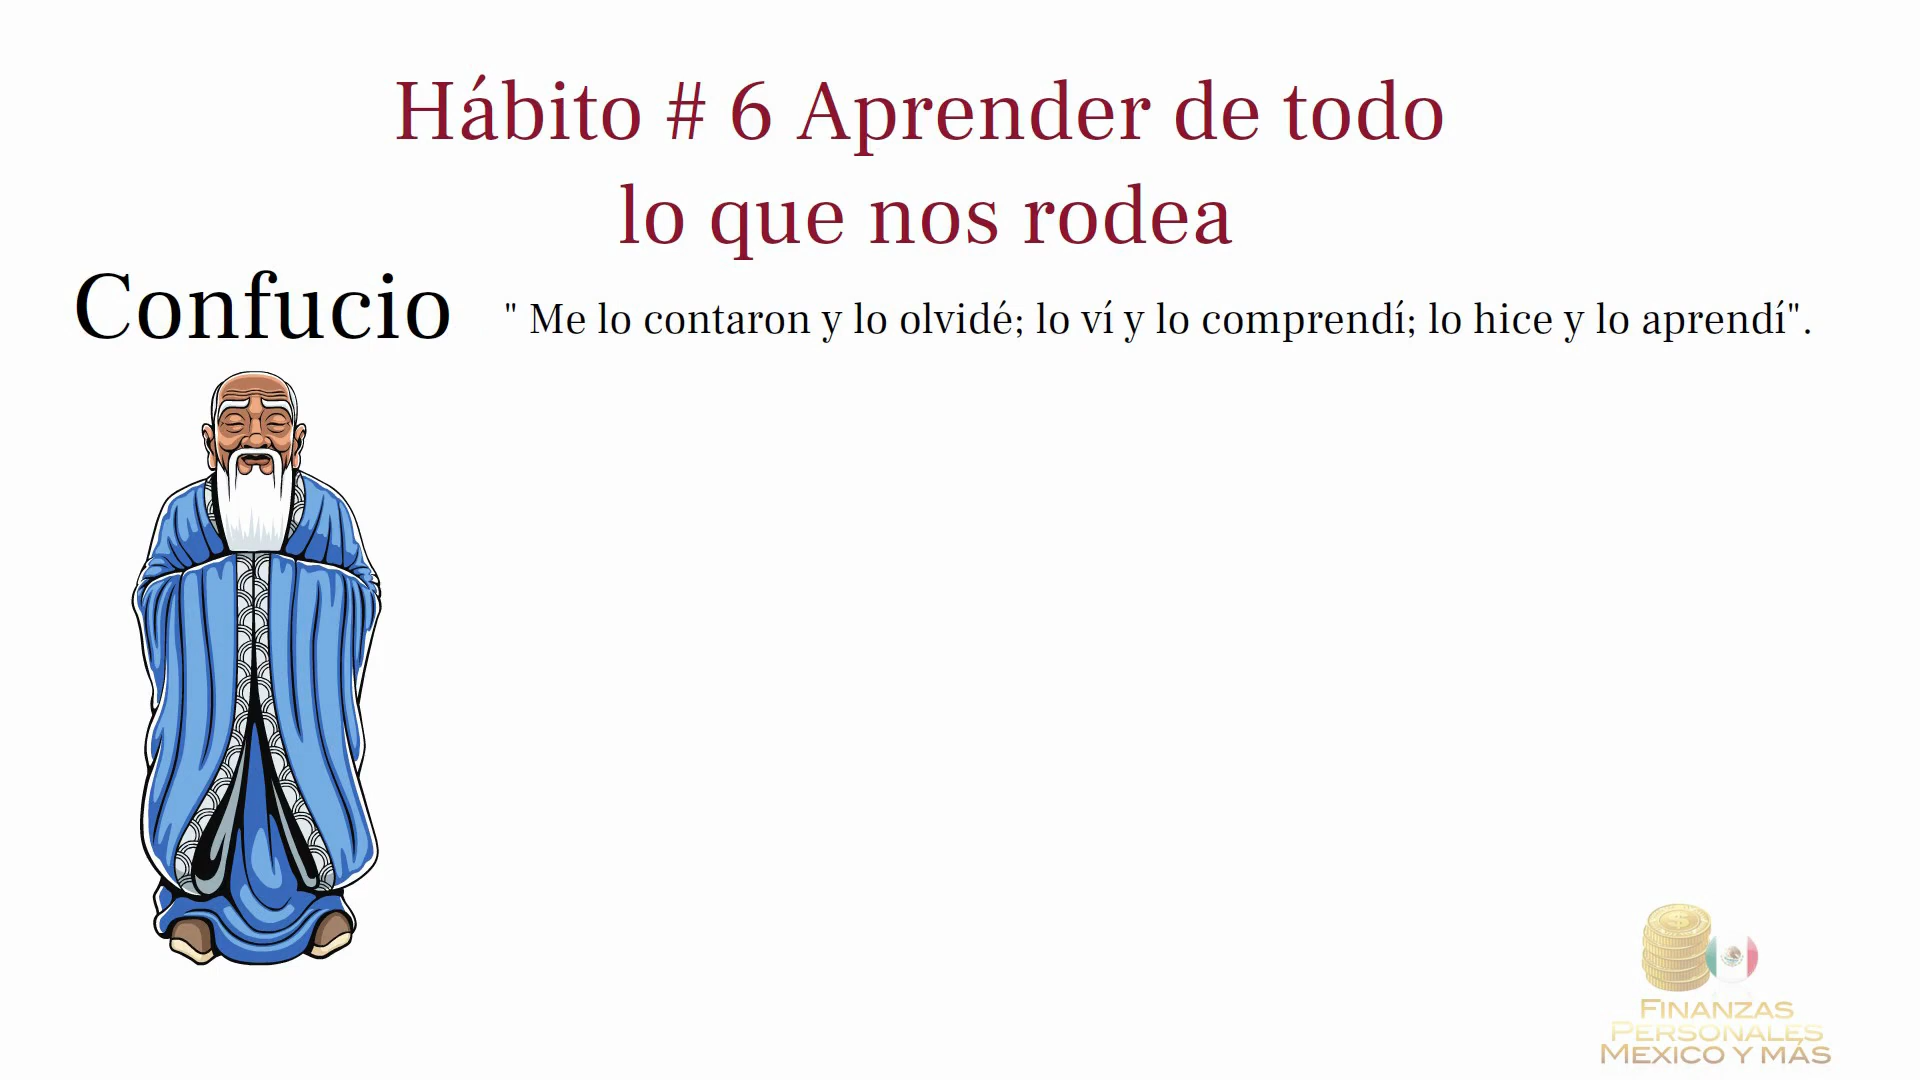 Hábito # 6 Aprender de todo
lo que nos rodea
Confucio
" Me lo contaron y lo olvidé; lo ví y lo comprendí; lo hice y lo aprendí".
FINANZAS
PERSONALES
MEXICO Y MÁS